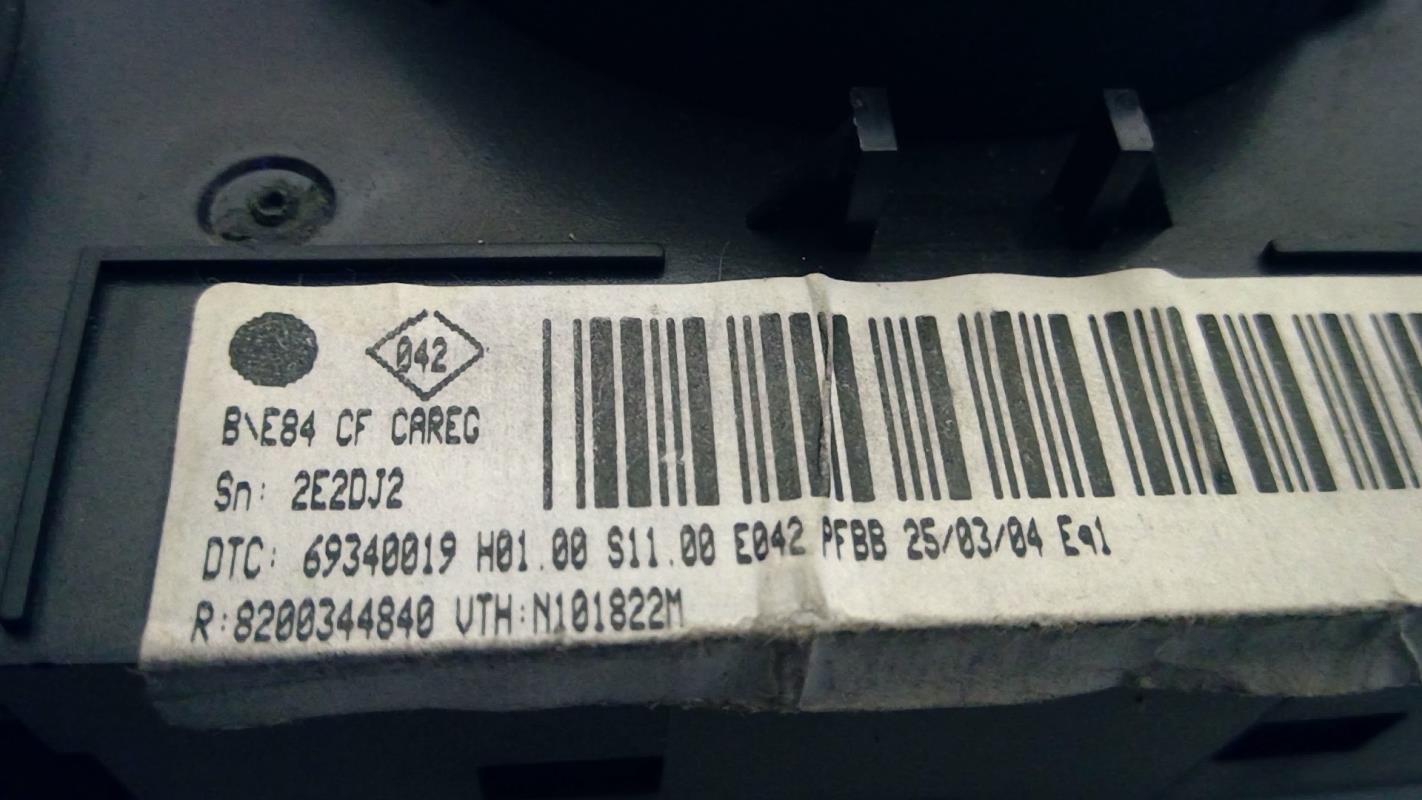 042
B\E84 CF CAREG
Sn: 2E2DJ2
DTC: 69340019 H01.00 S11.00 E042 PFBB 25/03/04 Eq1
R:8200344840 VTH:N101822M